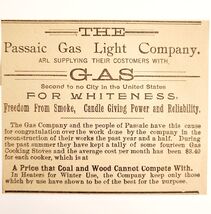 THE
Passaic Gas Light Company.
ARE SUPPLYING THEIR COSTOMERS WITH
GAS
Second to no City in the United States
FOR WHITENESS,
Freedom From Smoke, Candle Giving Power and Reliability.
The Gas Company and the people of Passaic have this cause
for congratulation over the work done by the company in the
reconstruction for their works the past year and a half. During
the past summer they have kept a tally of some fourteen Gas
Cooking Stoves and the average cost per month has been $3.40
for each cooker, which is at
A Price that Coal and Wood Cannot Compete With.
In Heaters for Winter Use, the Company keep only those
which by use have shown to be of the best for the purpose.